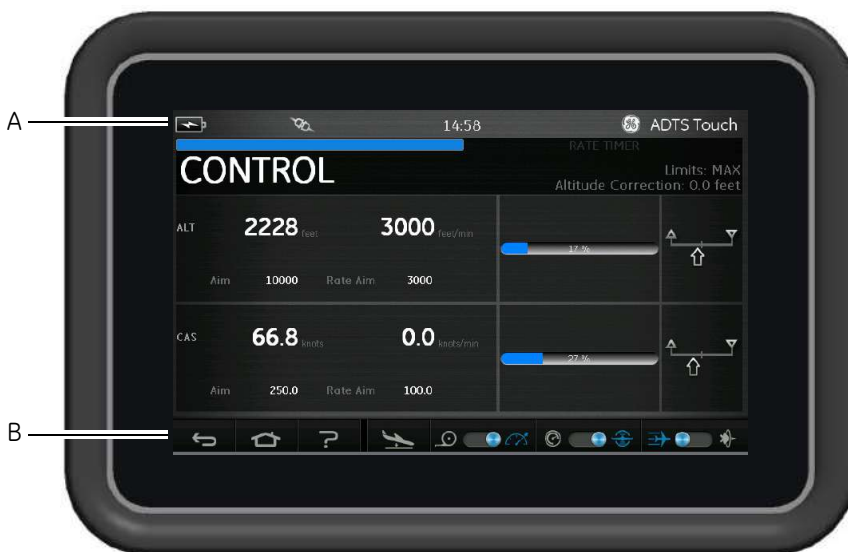 A
14:58
ADTS Touch
RATE TIMER
CONTROL
Limits: MAX
Altitude Correction: 0.0 feet
ALT 2228 feet 3000 feet/min
17 %
Aim 10000 Rate Aim 3000
CAS 66.8 knots 0.0 knots/min
27 %
Aim 250.0 Rate Aim 100.0
B